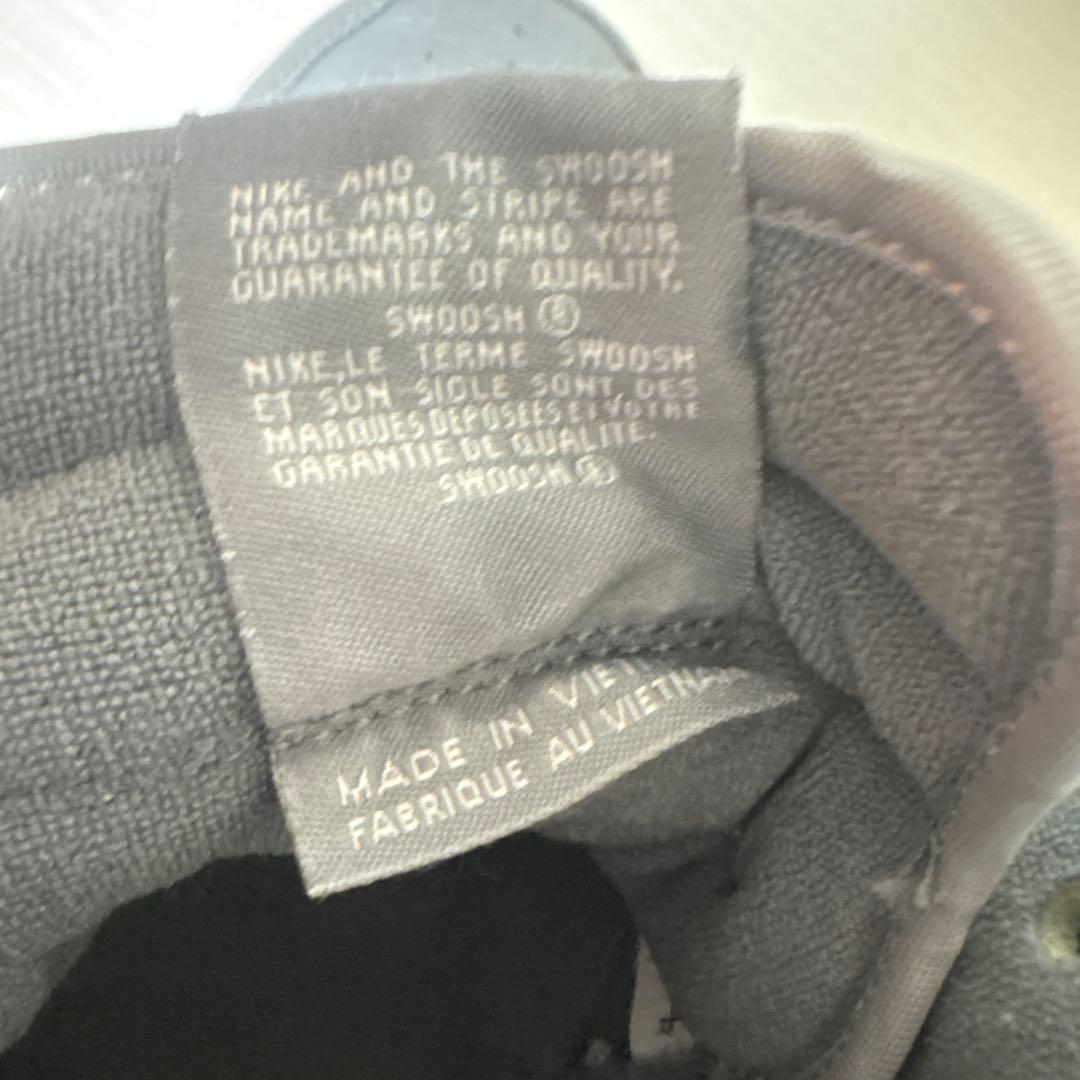 NIKE AND THE SWOOSH
NAME AND STRIPE ARE
TRADEMARKS AND YOUR
GUARANTEE OF QUALITY.
SWOOSH ®
NIKE,LE TERME SWOOSH
ET SON SIGLE SONT DES
MARQUES DEPOSEES ET VOTRE
GARANTIE DE QUALITE.
SWOOSH ®
MADE IN VIET
FABRIQUE AU VIETNAM